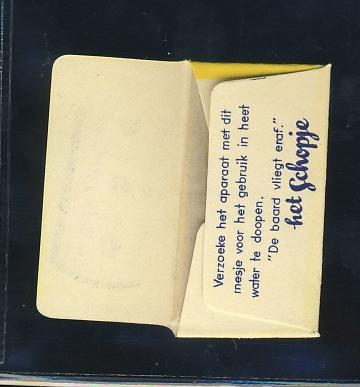 Verzoeke het aparaat met dit
mesje voor het gebruik in heet
water te doopen.
"De baard vliegt eraf."
het Schopje